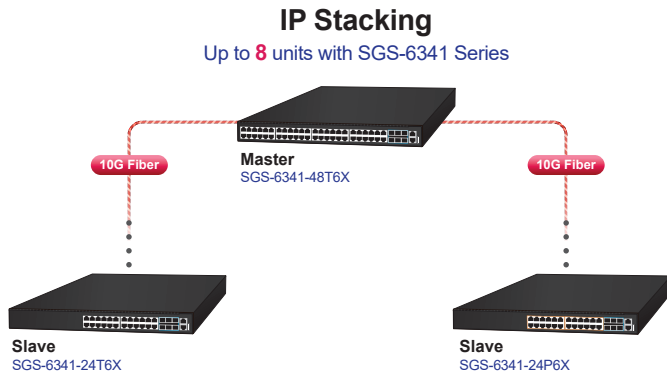 IP Stacking
Up to 8 units with SGS-6341 Series
10G Fiber
10G Fiber
Master
SGS-6341-48T6X
Slave
SGS-6341-24T6X
Slave
SGS-6341-24P6X